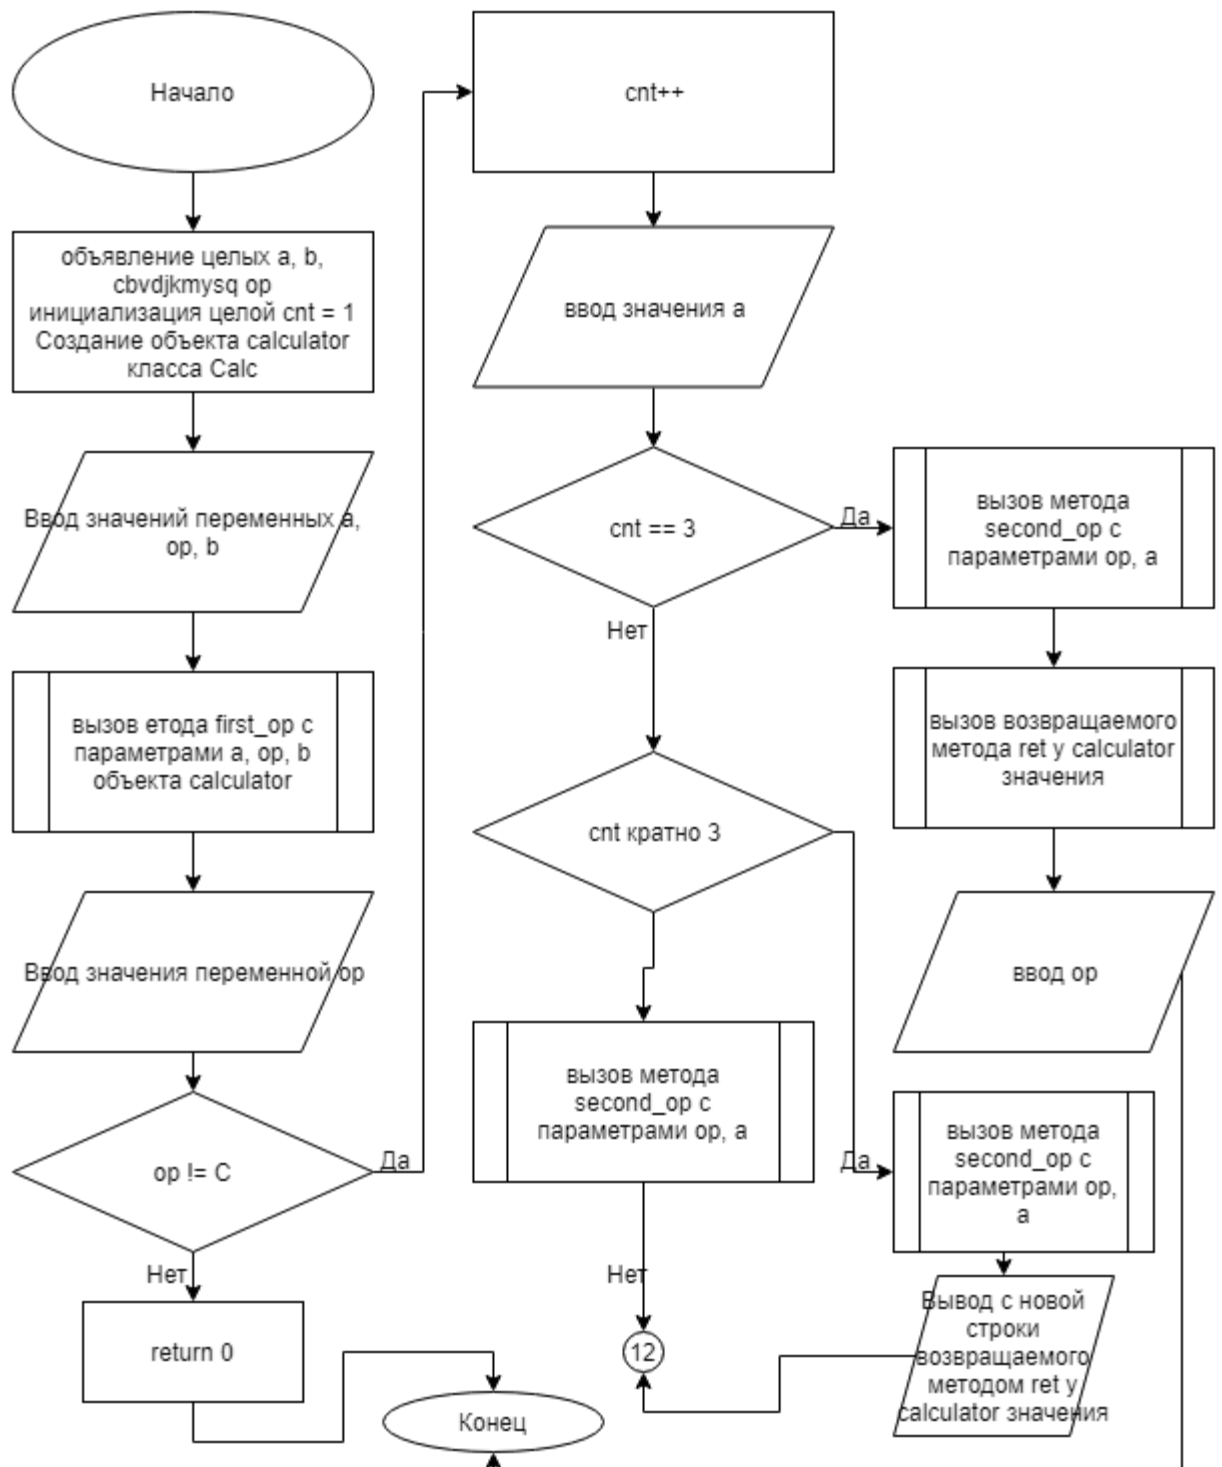 Начало
объявление целых a, b,
cbvdjkmysq op
инициализация целой cnt = 1
Создание объекта calculator
класса Calc
Ввод значений переменных a,
op, b
вызов етода first_op с
параметрами a, op, b
объекта calculator
Ввод значения переменной op
op != C
Да
Нет
return 0
Конец
cnt++
ввод значения a
cnt == 3
Да
Нет
cnt кратно 3
вызов метода
second_op с
параметрами op, a
Нет
12
вызов метода
second_op с
параметрами op, a
вызов возвращаемого
метода ret у calculator
значения
ввод op
Да
вызов метода
second_op с
параметрами op,
a
Вывод с новой
строки
возвращаемого
методом ret у
calculator значения